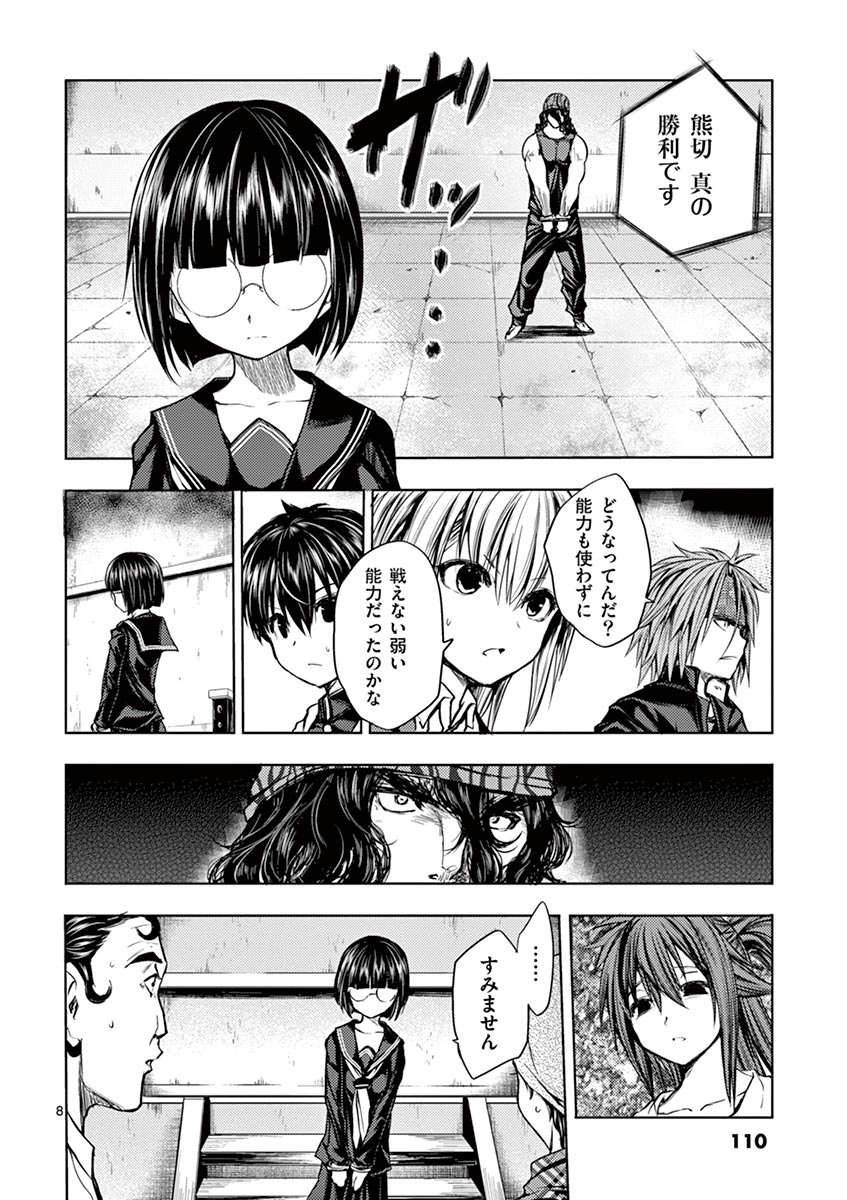 熊切 真の
勝利です
ザッ…
どうなってんだ？
能力も使わずに
戦えない弱い
能力だったのかな
……
すみません
8
110